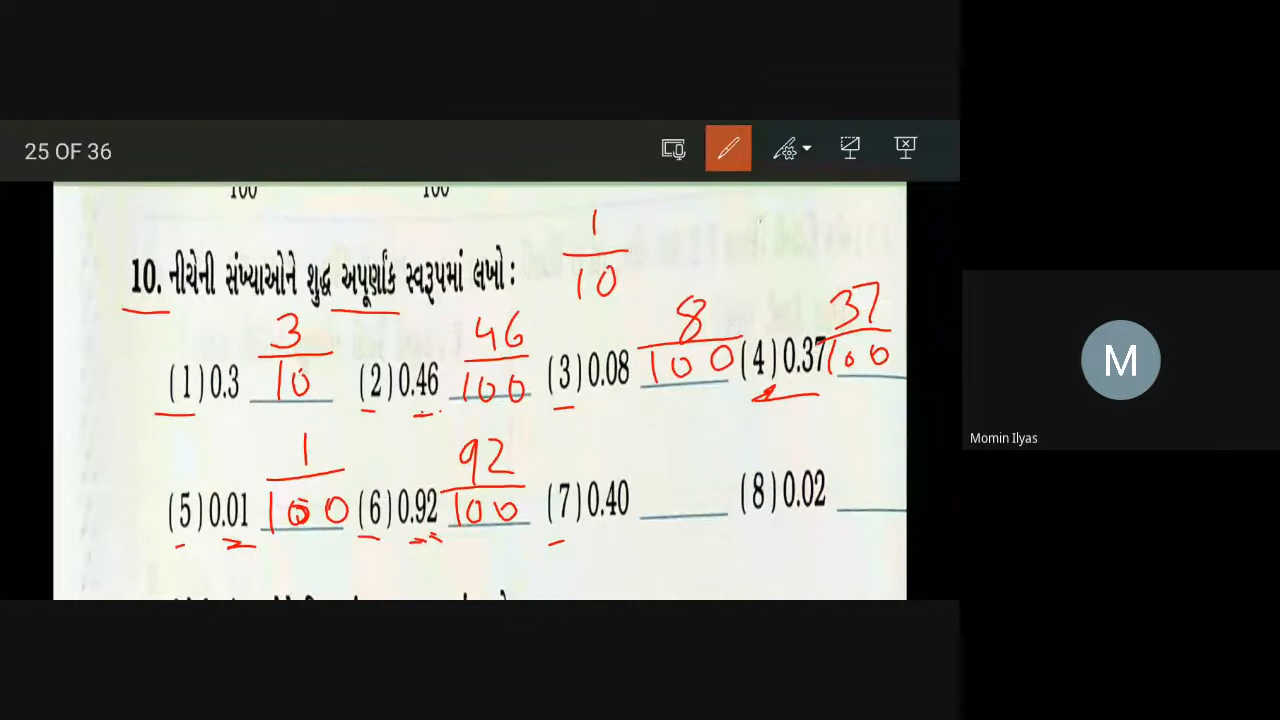 25 OF 36
100 100
1
10
10. નીચેની સંખ્યાઓને શુદ્ધ અપૂર્ણાંક સ્વરૂપમાં લખો :
(1) 0.3 3/10 (2) 0.46 46/100 (3) 0.08 8/100 (4) 0.37 37/100
(5) 0.01 1/100 (6) 0.92 92/100 (7) 0.40 (8) 0.02
M
Momin Ilyas